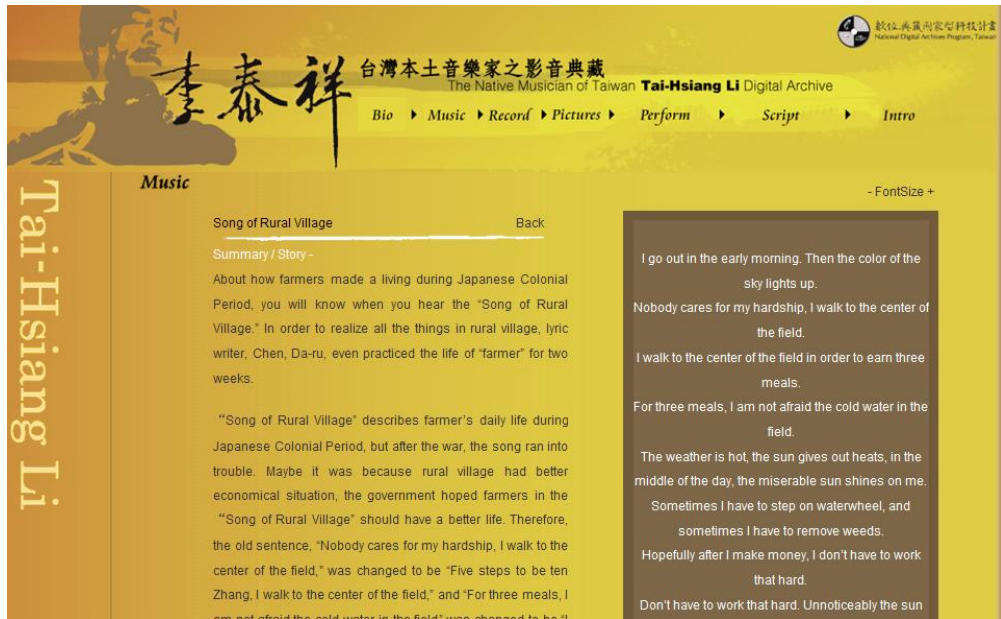 數位典藏國家型科技計畫
National Digital Archives Program, Taiwan
李泰祥
台灣本土音樂家之影音典藏
The Native Musician of Taiwan Tai-Hsiang Li Digital Archive
Bio Music Record Pictures Perform Script Intro
Tai-Hsiang Li
Music
- FontSize +
Song of Rural Village Back
Summary / Story -
About how farmers made a living during Japanese Colonial
Period, you will know when you hear the “Song of Rural
Village.” In order to realize all the things in rural village, lyric
writer, Chen, Da-ru, even practiced the life of “farmer” for two
weeks.
“Song of Rural Village” describes farmer’s daily life during
Japanese Colonial Period, but after the war, the song ran into
trouble. Maybe it was because rural village had better
economical situation, the government hoped farmers in the
“Song of Rural Village” should have a better life. Therefore,
the old sentence, “Nobody cares for my hardship, I walk to the
center of the field,” was changed to be “Five steps to be ten
Zhang, I walk to the center of the field,” and “For three meals, I
am not afraid the cold water in the field” was changed to be “I
I go out in the early morning. Then the color of the
sky lights up.
Nobody cares for my hardship, I walk to the center of
the field.
I walk to the center of the field in order to earn three
meals.
For three meals, I am not afraid the cold water in the
field.
The weather is hot, the sun gives out heats, in the
middle of the day, the miserable sun shines on me.
Sometimes I have to step on waterwheel, and
sometimes I have to remove weeds.
Hopefully after I make money, I don’t have to work
that hard.
Don’t have to work that hard. Unnoticeably the sun